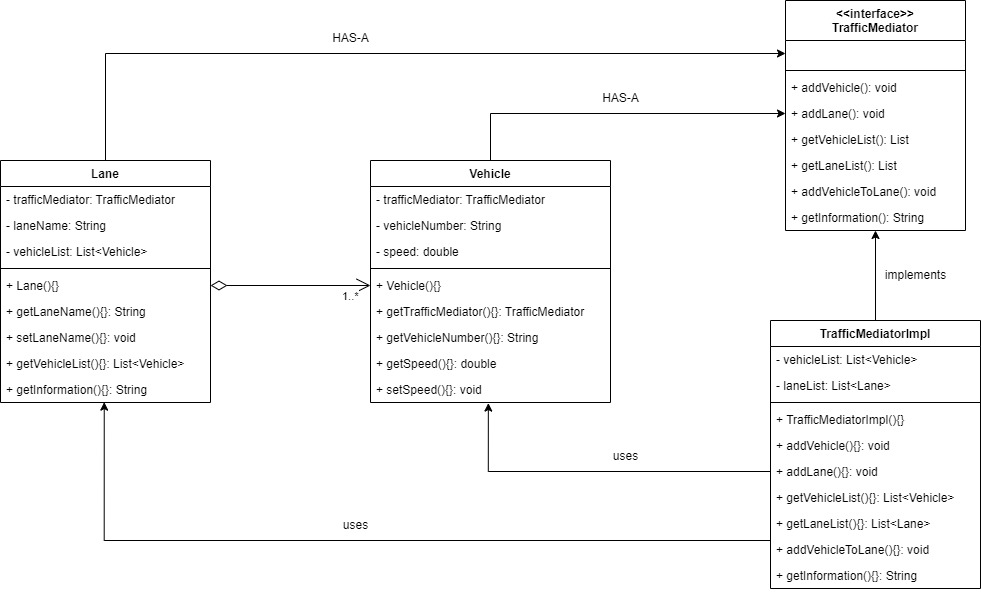 <<interface>>
TrafficMediator
+ addVehicle(): void
+ addLane(): void
+ getVehicleList(): List
+ getLaneList(): List
+ addVehicleToLane(): void
+ getInformation(): String
HAS-A
HAS-A
Lane
- trafficMediator: TrafficMediator
- laneName: String
- vehicleList: List<Vehicle>
+ Lane(){}
+ getLaneName(){}: String
+ setLaneName(){}: void
+ getVehicleList(){}: List<Vehicle>
+ getInformation(){}: String
1..*
Vehicle
- trafficMediator: TrafficMediator
- vehicleNumber: String
- speed: double
+ Vehicle(){}
+ getTrafficMediator(){}: TrafficMediator
+ getVehicleNumber(){}: String
+ getSpeed(){}: double
+ setSpeed(){}: void
implements
TrafficMediatorImpl
- vehicleList: List<Vehicle>
- laneList: List<Lane>
+ TrafficMediatorImpl(){}
+ addVehicle(){}: void
+ addLane(){}: void
+ getVehicleList(){}: List<Vehicle>
+ getLaneList(){}: List<Lane>
+ addVehicleToLane(){}: void
+ getInformation(){}: String
uses
uses